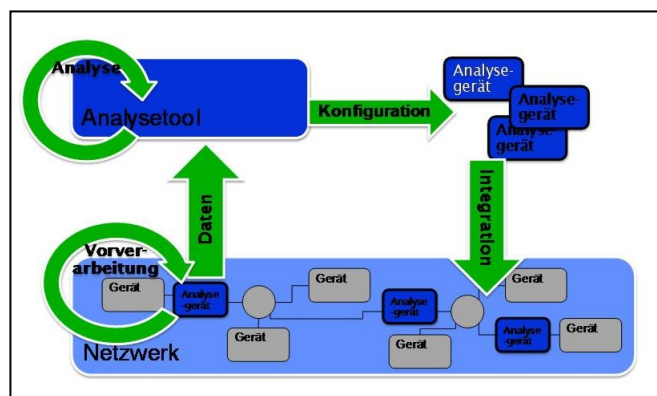 Analyse
Analysetool
Konfiguration
Analyse-
gerät
Analyse-
gerät
Analyse-
gerät
Daten
Integration
Vorver-
arbeitung
Gerät
Analyse
-gerät
Gerät
Gerät
Analyse
-gerät
Gerät
Gerät
Analyse
-gerät
Gerät
Netzwerk